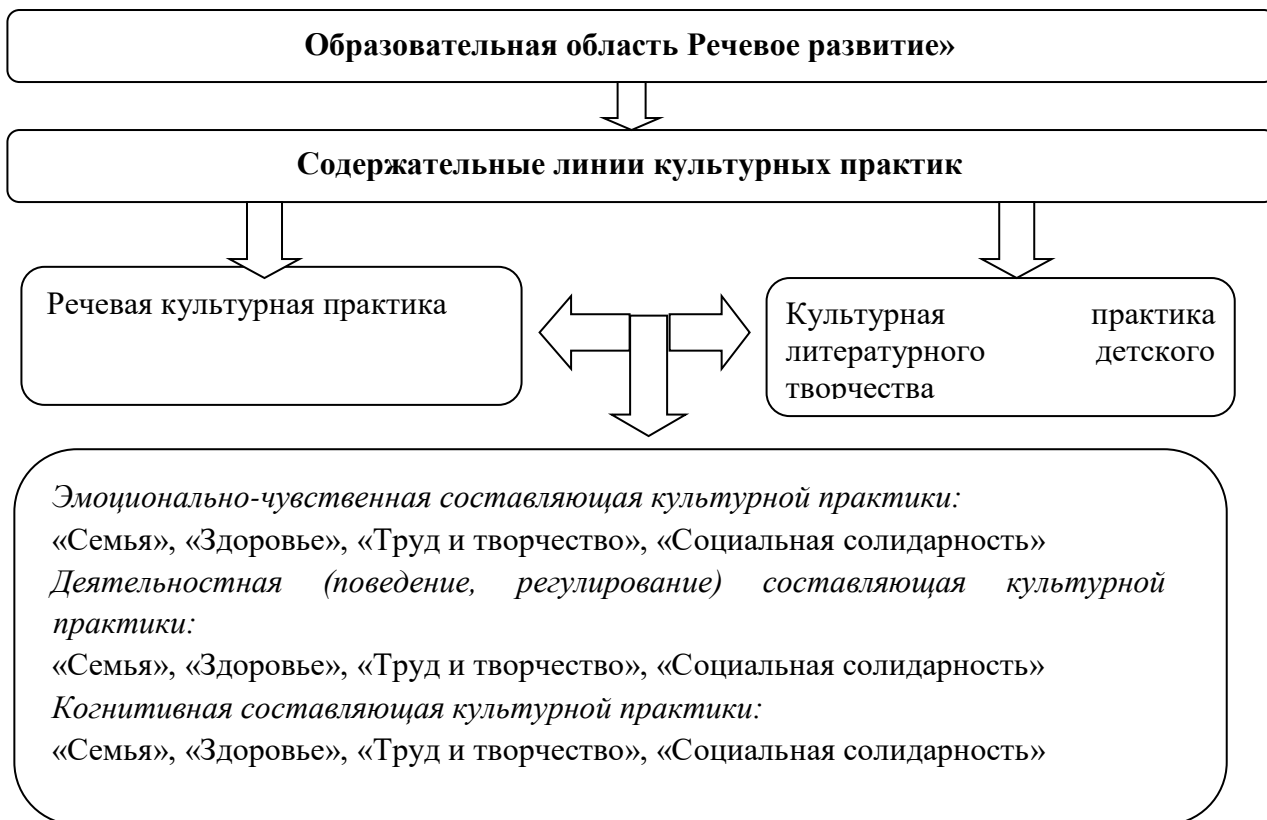 Образовательная область Речевое развитие»
Содержательные линии культурных практик
Речевая культурная практика
Культурная практика
литературного детского
творчества
Эмоционально-чувственная составляющая культурной практики:
«Семья», «Здоровье», «Труд и творчество», «Социальная солидарность»
Деятельностная (поведение, регулирование) составляющая культурной
практики:
«Семья», «Здоровье», «Труд и творчество», «Социальная солидарность»
Когнитивная составляющая культурной практики:
«Семья», «Здоровье», «Труд и творчество», «Социальная солидарность»